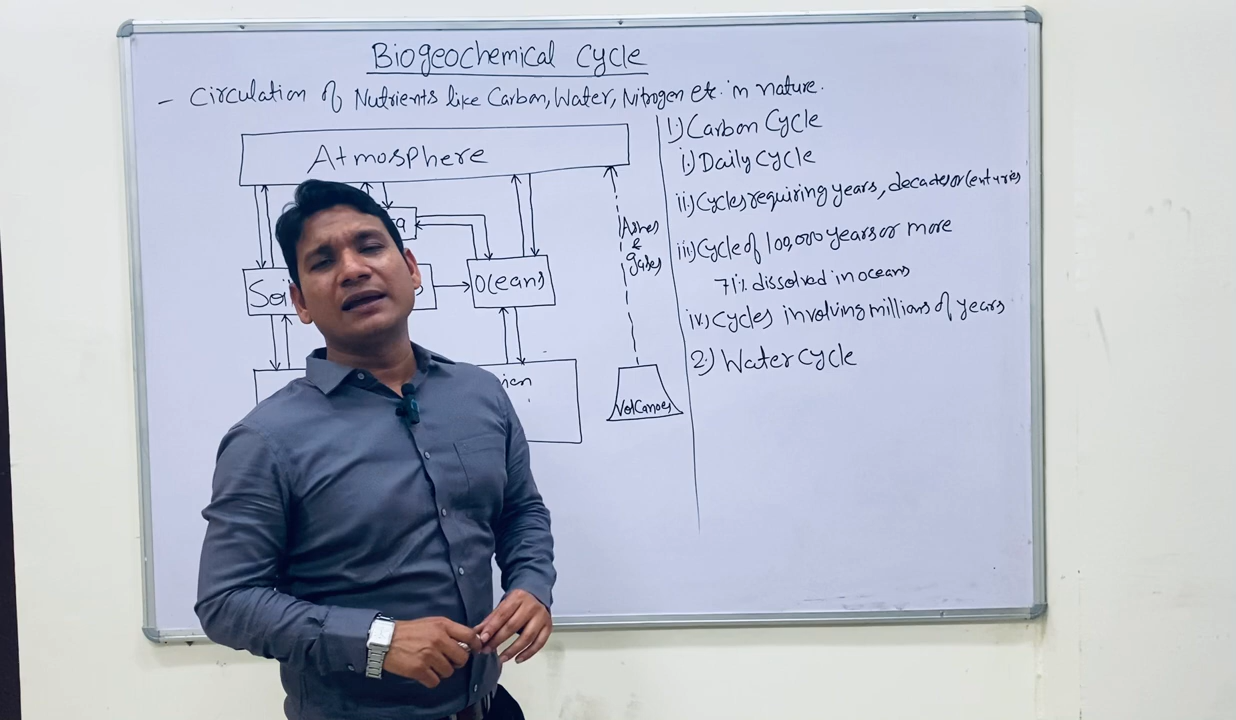 Biogeochemical Cycle
- Circulation of Nutrients like Carbon, Water, Nitrogen etc. in nature.
Atmosphere
Soi
Oceans
Ashes
&
gases
Volcanoes
1.) Carbon Cycle
i.) Daily Cycle
ii.) Cycles requiring years, decades or Centuries
iii.) Cycle of 100,000 years or more
71% dissolved in oceans
iv.) Cycles involving millions of years
2.) Water Cycle